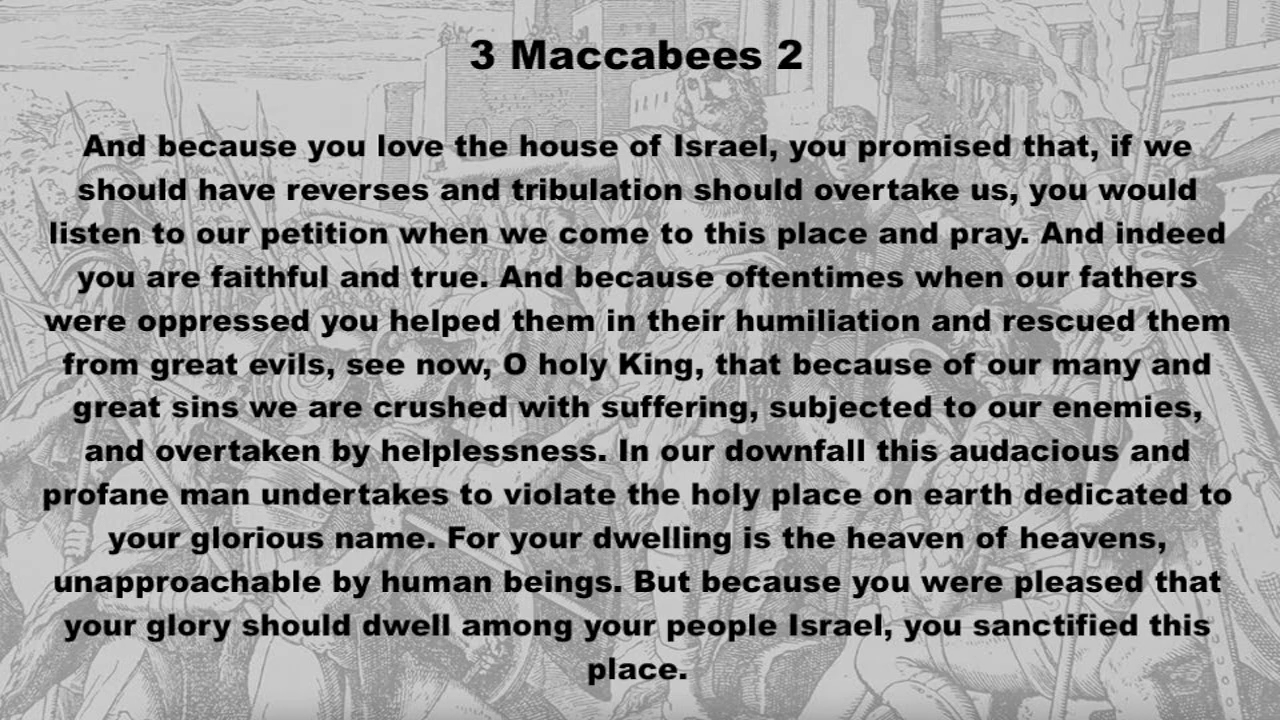 3 Maccabees 2
And because you love the house of Israel, you promised that, if we
should have reverses and tribulation should overtake us, you would
listen to our petition when we come to this place and pray. And indeed
you are faithful and true. And because oftentimes when our fathers
were oppressed you helped them in their humiliation and rescued them
from great evils, see now, O holy King, that because of our many and
great sins we are crushed with suffering, subjected to our enemies,
and overtaken by helplessness. In our downfall this audacious and
profane man undertakes to violate the holy place on earth dedicated to
your glorious name. For your dwelling is the heaven of heavens,
unapproachable by human beings. But because you were pleased that
your glory should dwell among your people Israel, you sanctified this
place.